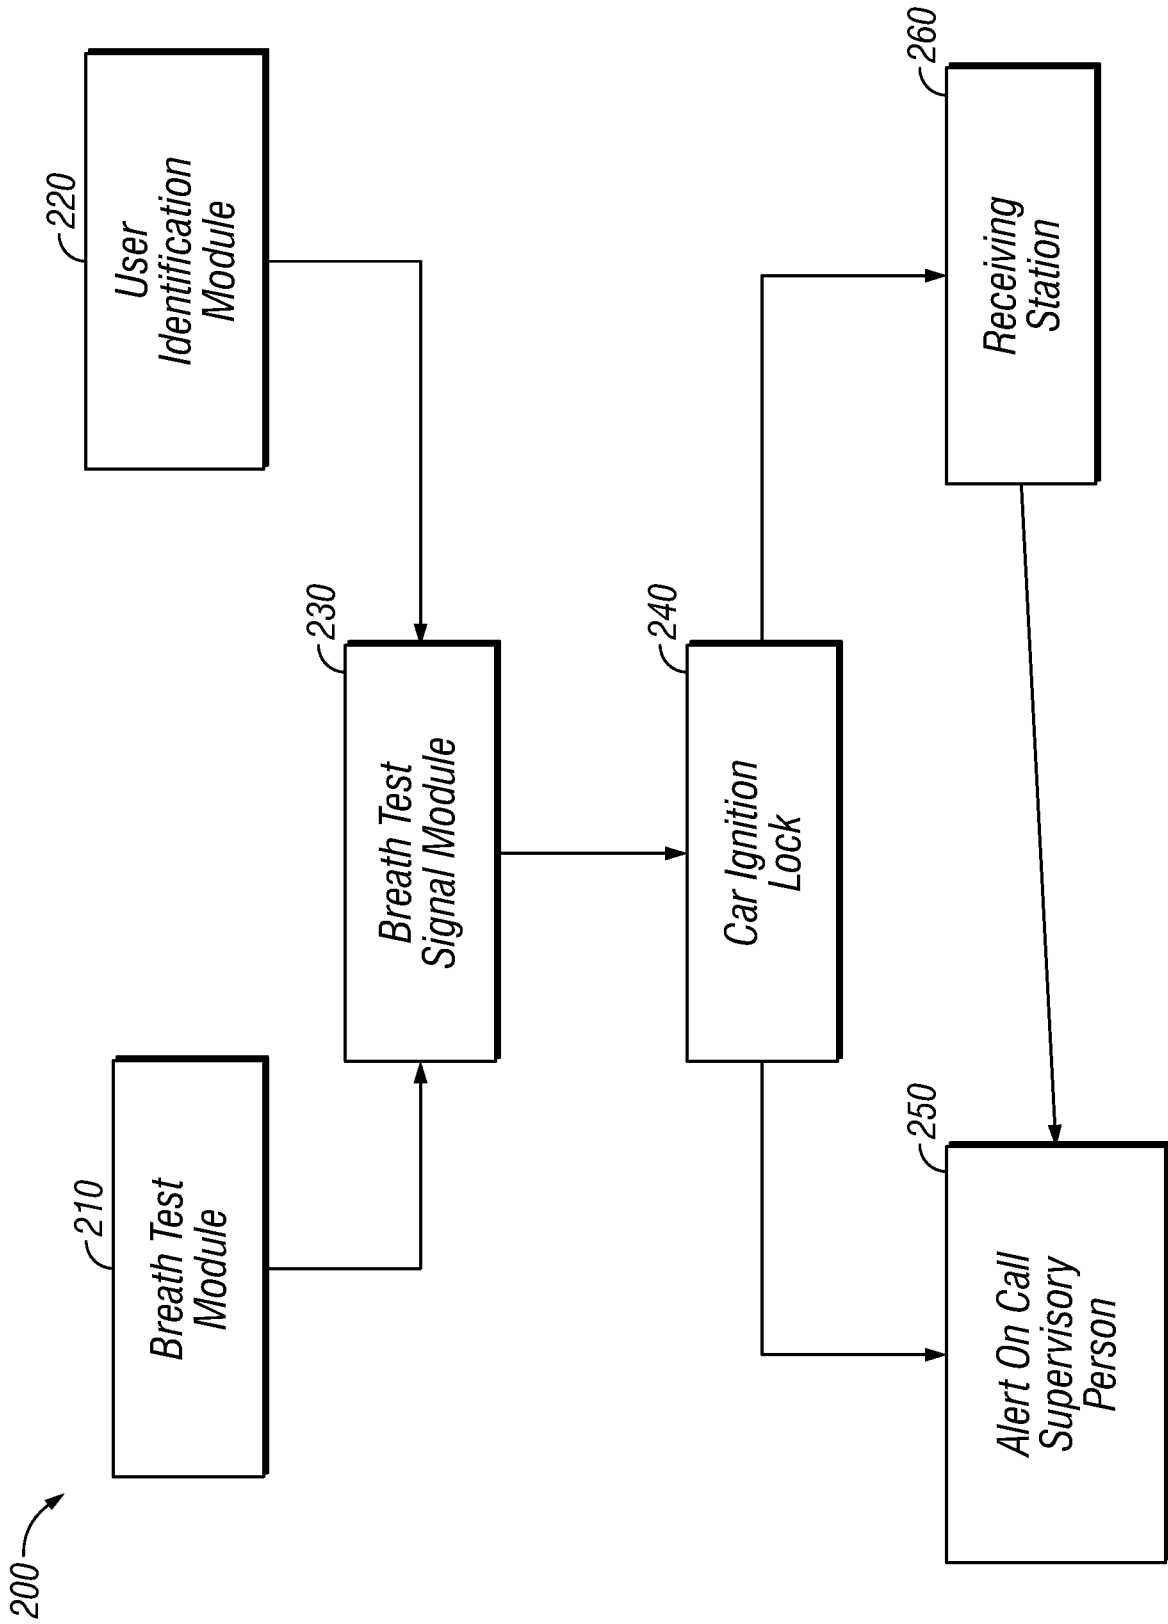 200
210
Breath Test
Module
220
User
Identification
Module
230
Breath Test
Signal Module
240
Car Ignition
Lock
250
Alert On Call
Supervisory
Person
260
Receiving
Station